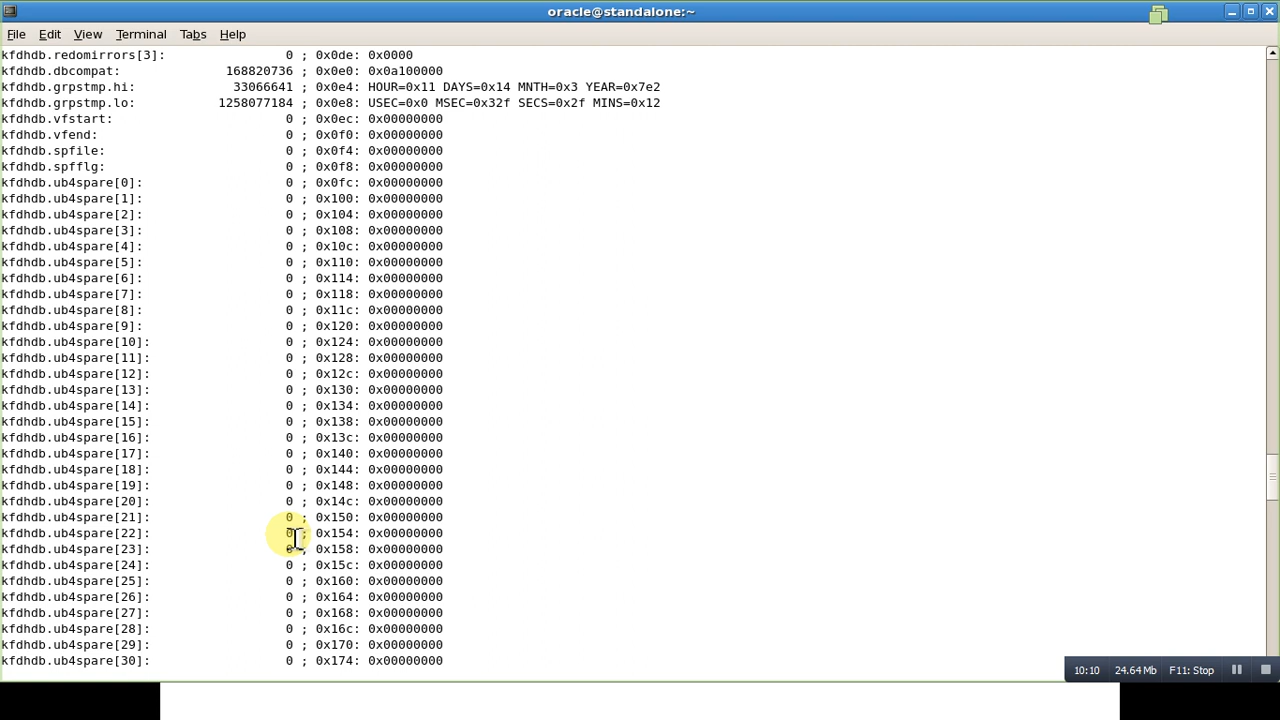 oracle@standalone:~
File Edit View Terminal Tabs Help
kfdhdb.redomirrors[3]: 0 ; 0x0de: 0x0000
kfdhdb.dbcompat: 168820736 ; 0x0e0: 0x0a100000
kfdhdb.grpstmp.hi: 33066641 ; 0x0e4: HOUR=0x11 DAYS=0x14 MNTH=0x3 YEAR=0x7e2
kfdhdb.grpstmp.lo: 1258077184 ; 0x0e8: USEC=0x0 MSEC=0x32f SECS=0x2f MINS=0x12
kfdhdb.vfstart: 0 ; 0x0ec: 0x00000000
kfdhdb.vfend: 0 ; 0x0f0: 0x00000000
kfdhdb.spfile: 0 ; 0x0f4: 0x00000000
kfdhdb.spfflg: 0 ; 0x0f8: 0x00000000
kfdhdb.ub4spare[0]: 0 ; 0x0fc: 0x00000000
kfdhdb.ub4spare[1]: 0 ; 0x100: 0x00000000
kfdhdb.ub4spare[2]: 0 ; 0x104: 0x00000000
kfdhdb.ub4spare[3]: 0 ; 0x108: 0x00000000
kfdhdb.ub4spare[4]: 0 ; 0x10c: 0x00000000
kfdhdb.ub4spare[5]: 0 ; 0x110: 0x00000000
kfdhdb.ub4spare[6]: 0 ; 0x114: 0x00000000
kfdhdb.ub4spare[7]: 0 ; 0x118: 0x00000000
kfdhdb.ub4spare[8]: 0 ; 0x11c: 0x00000000
kfdhdb.ub4spare[9]: 0 ; 0x120: 0x00000000
kfdhdb.ub4spare[10]: 0 ; 0x124: 0x00000000
kfdhdb.ub4spare[11]: 0 ; 0x128: 0x00000000
kfdhdb.ub4spare[12]: 0 ; 0x12c: 0x00000000
kfdhdb.ub4spare[13]: 0 ; 0x130: 0x00000000
kfdhdb.ub4spare[14]: 0 ; 0x134: 0x00000000
kfdhdb.ub4spare[15]: 0 ; 0x138: 0x00000000
kfdhdb.ub4spare[16]: 0 ; 0x13c: 0x00000000
kfdhdb.ub4spare[17]: 0 ; 0x140: 0x00000000
kfdhdb.ub4spare[18]: 0 ; 0x144: 0x00000000
kfdhdb.ub4spare[19]: 0 ; 0x148: 0x00000000
kfdhdb.ub4spare[20]: 0 ; 0x14c: 0x00000000
kfdhdb.ub4spare[21]: 0 ; 0x150: 0x00000000
kfdhdb.ub4spare[22]: 0 ; 0x154: 0x00000000
kfdhdb.ub4spare[23]: 0 ; 0x158: 0x00000000
kfdhdb.ub4spare[24]: 0 ; 0x15c: 0x00000000
kfdhdb.ub4spare[25]: 0 ; 0x160: 0x00000000
kfdhdb.ub4spare[26]: 0 ; 0x164: 0x00000000
kfdhdb.ub4spare[27]: 0 ; 0x168: 0x00000000
kfdhdb.ub4spare[28]: 0 ; 0x16c: 0x00000000
kfdhdb.ub4spare[29]: 0 ; 0x170: 0x00000000
kfdhdb.ub4spare[30]: 0 ; 0x174: 0x00000000
10:10 24.64Mb F11: Stop